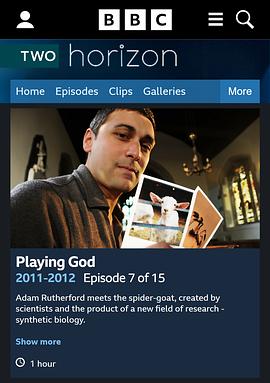 BBC
TWO horizon
Home Episodes Clips Galleries More
Playing God
2011-2012 Episode 7 of 15
Adam Rutherford meets the spider-goat, created by
scientists and the product of a new field of research -
synthetic biology.
Show more
1 hour